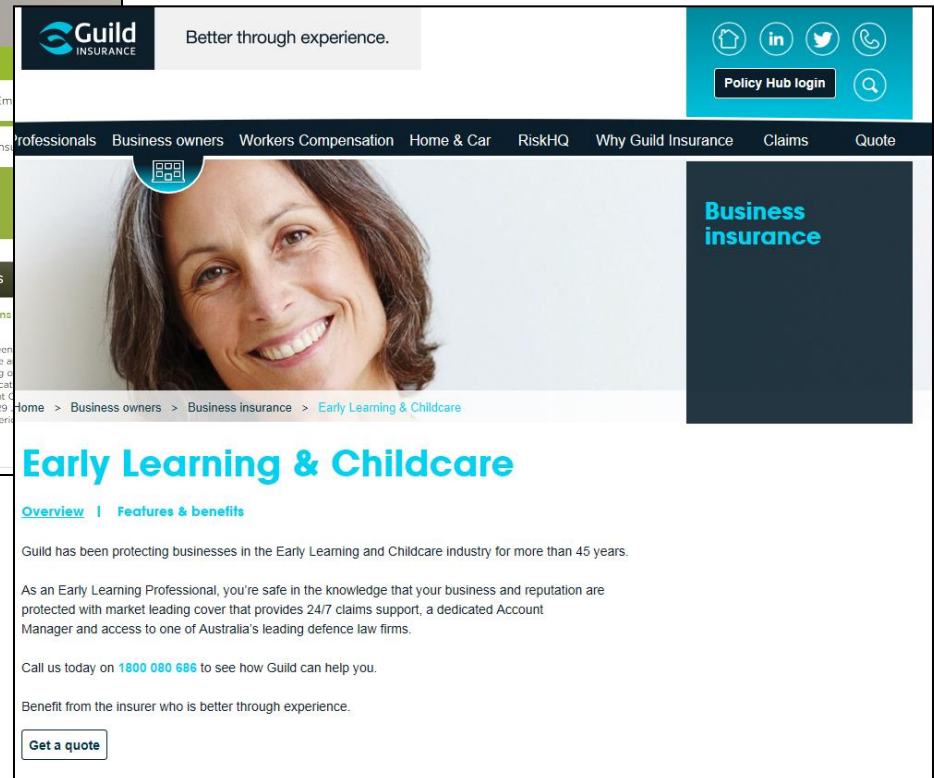 Guild
INSURANCE
Better through experience.
in
Policy Hub login
Professionals Business owners Workers Compensation Home & Car RiskHQ Why Guild Insurance Claims Quote
Business
insurance
Home > Business owners > Business insurance > Early Learning & Childcare
Early Learning & Childcare
Overview | Features & benefits
Guild has been protecting businesses in the Early Learning and Childcare industry for more than 45 years.
As an Early Learning Professional, you're safe in the knowledge that your business and reputation are
protected with market leading cover that provides 24/7 claims support, a dedicated Account
Manager and access to one of Australia's leading defence law firms.
Call us today on 1800 080 686 to see how Guild can help you.
Benefit from the insurer who is better through experience.
Get a quote